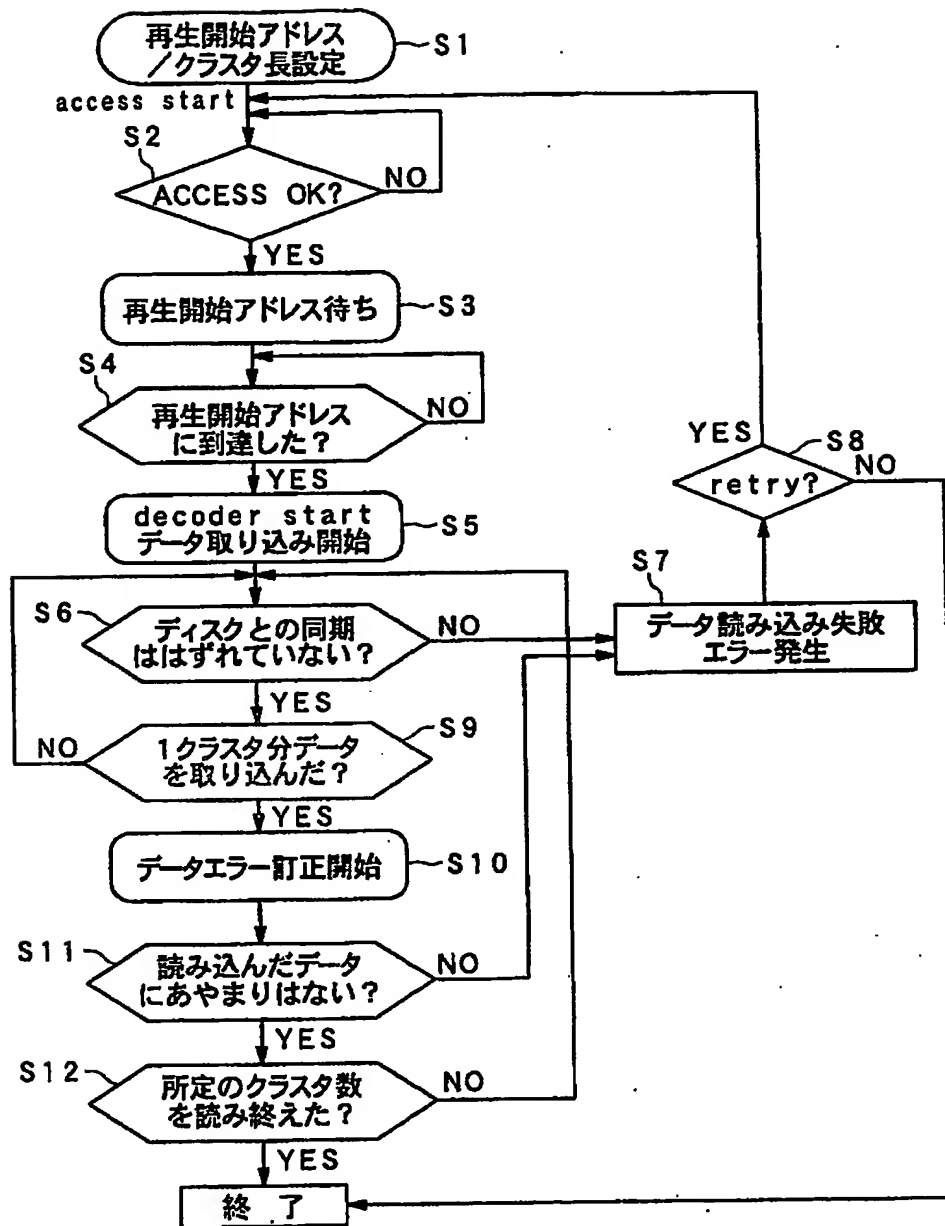 再生開始アドレス
/クラスタ長設定
S1
access start
S2
ACCESS OK?
NO
YES
再生開始アドレス待ち
S3
S4
再生開始アドレス
に到達した?
NO
YES
decoder start
データ取り込み開始
S5
YES
S8
retry?
NO
S7
データ読み込み失敗
エラー発生
S6
ディスクとの同期
ははずれていない?
NO
YES
S9
NO
1クラスタ分データ
を取り込んだ?
YES
データエラー訂正開始
S10
S11
読み込んだデータ
にあやまりはない?
NO
YES
S12
所定のクラスタ数
を読み終えた?
NO
YES
終了